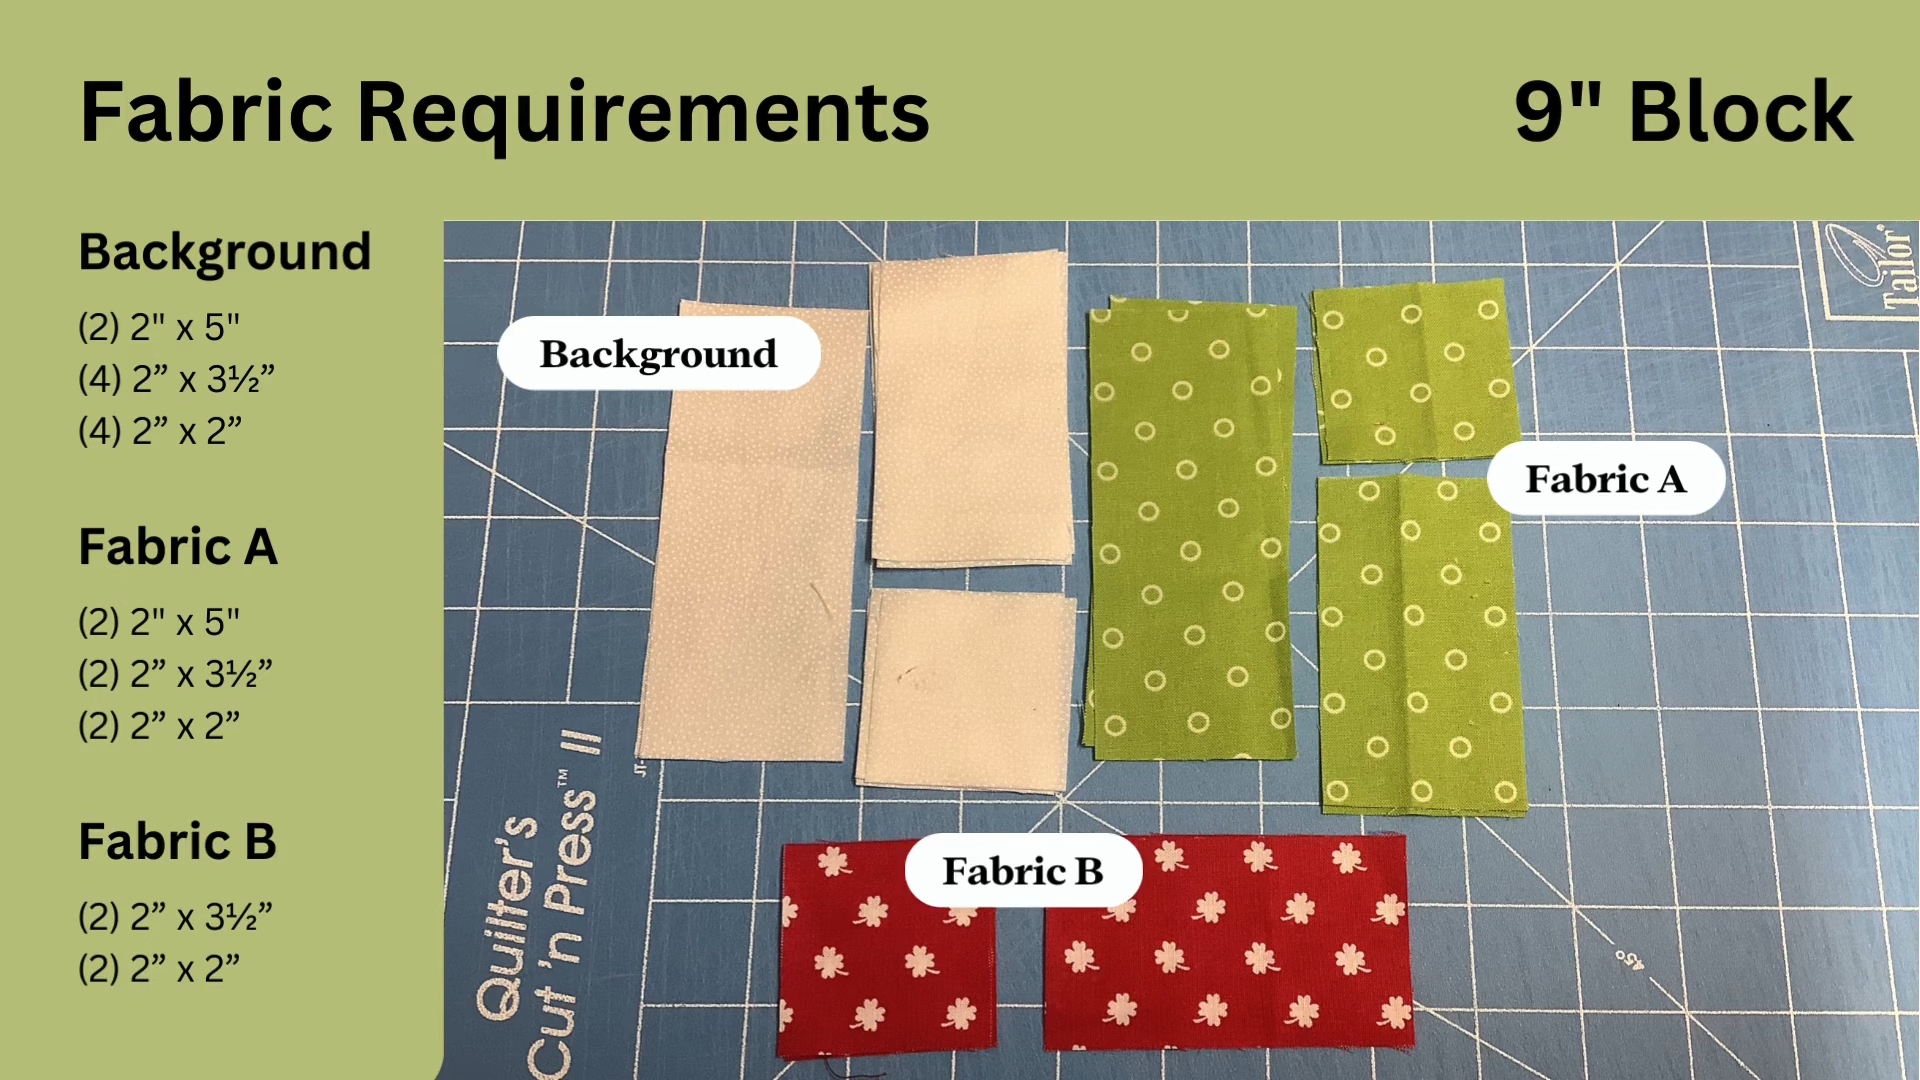 Fabric Requirements
9" Block
Background
(2) 2" x 5"
(4) 2” x 3½”
(4) 2” x 2”
Fabric A
(2) 2" x 5"
(2) 2” x 3½”
(2) 2” x 2”
Fabric B
(2) 2” x 3½”
(2) 2” x 2”
Background
Fabric A
Fabric B
Tailor®
Quilter's
Cut 'n Press™ II
JT-
45°